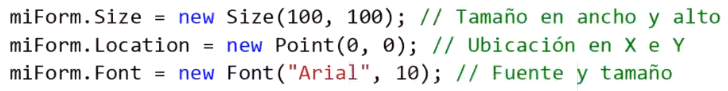 miForm.Size = new Size(100, 100); // Tamaño en ancho y alto
miForm.Location = new Point(0, 0); // Ubicación en X e Y
miForm.Font = new Font("Arial", 10); // Fuente y tamaño